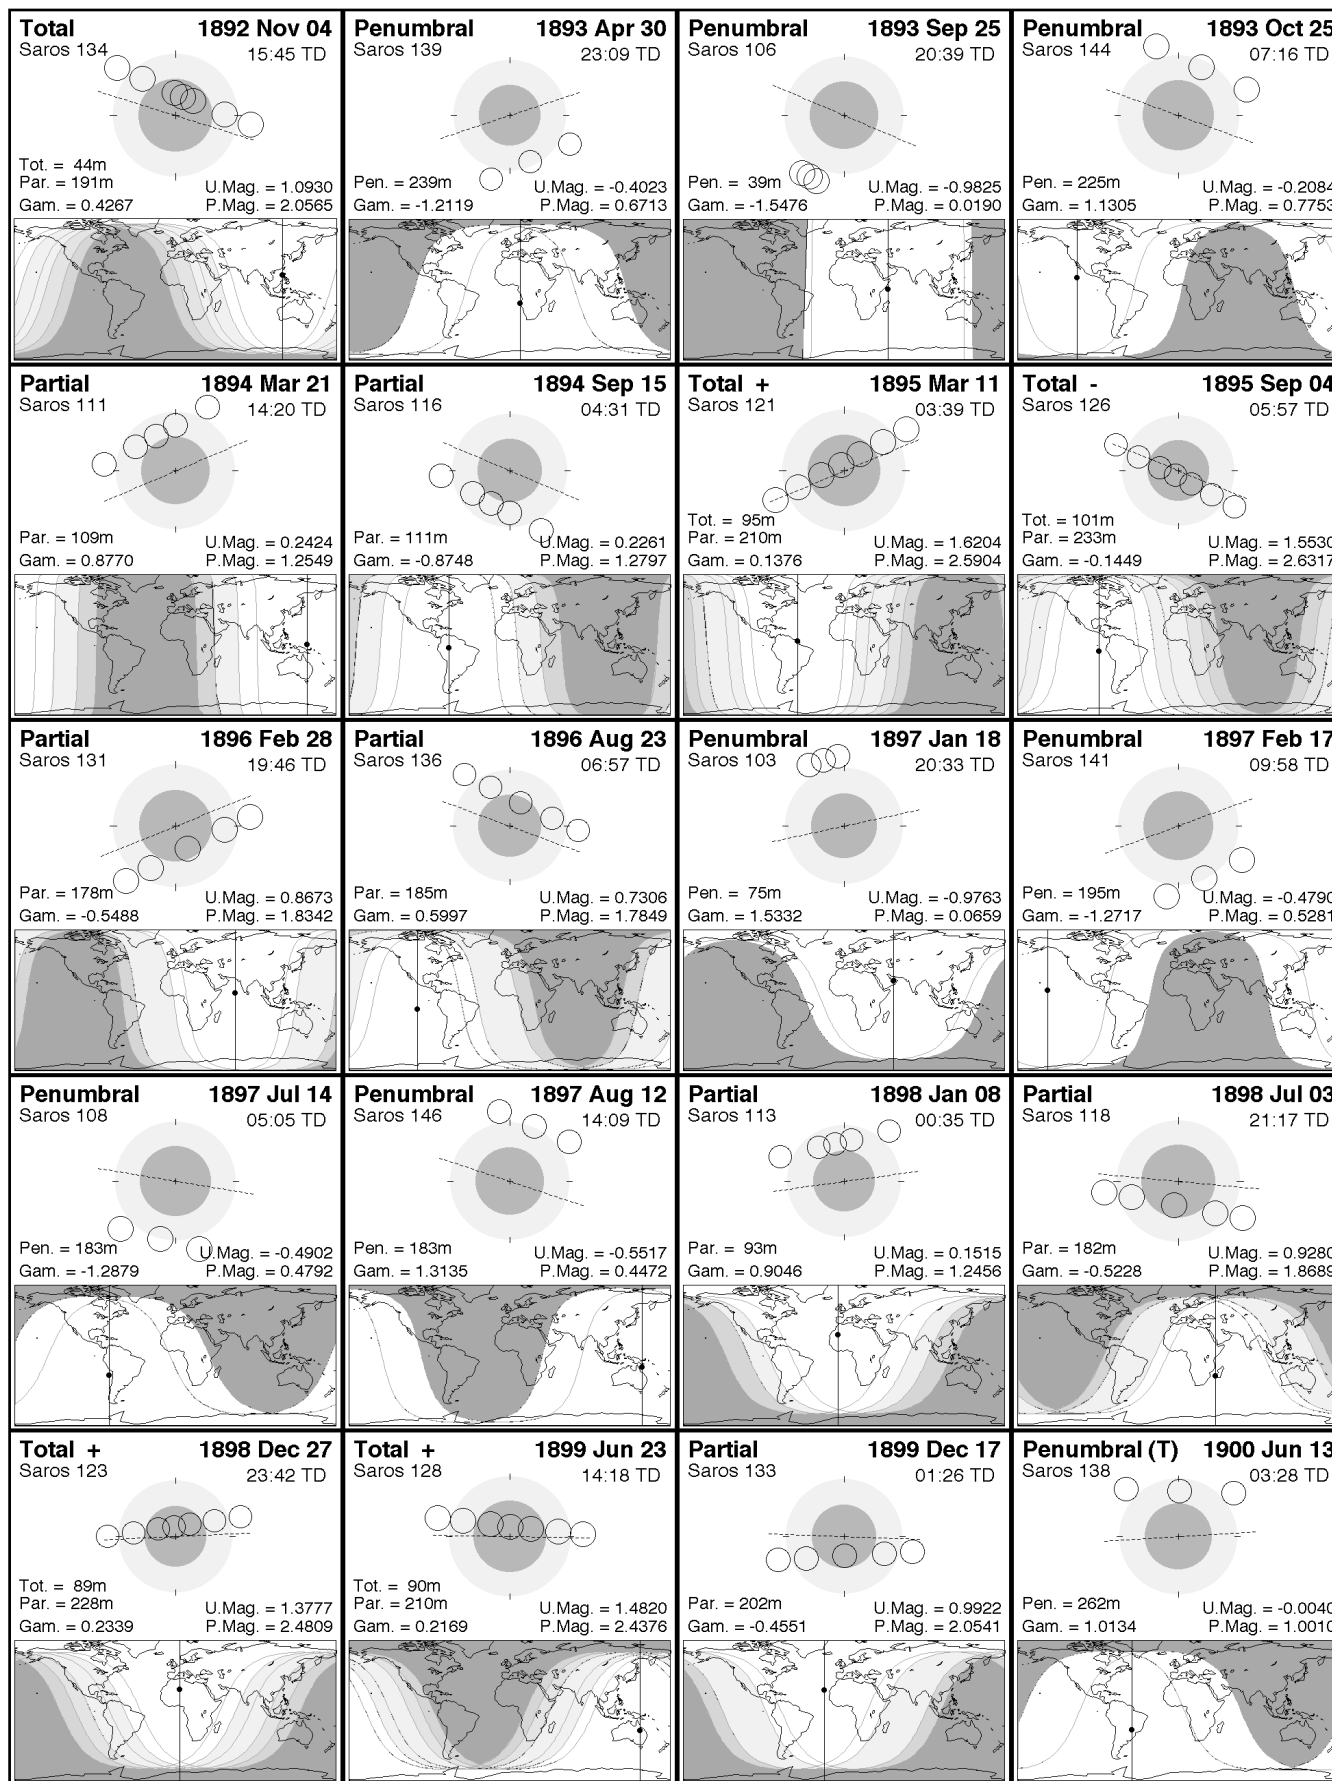 Total 1892 Nov 04
Saros 134 15:45 TD
Tot. = 44m
Par. = 191m U.Mag. = 1.0930
Gam. = 0.4267 P.Mag. = 2.0565
Penumbral 1893 Apr 30
Saros 139 23:09 TD
Pen. = 239m U.Mag. = -0.4023
Gam. = -1.2119 P.Mag. = 0.6713
Penumbral 1893 Sep 25
Saros 106 20:39 TD
Pen. = 39m U.Mag. = -0.9825
Gam. = -1.5476 P.Mag. = 0.0190
Penumbral 1893 Oct 25
Saros 144 07:16 TD
Pen. = 225m U.Mag. = -0.2084
Gam. = 1.1305 P.Mag. = 0.7753
Partial 1894 Mar 21
Saros 111 14:20 TD
Par. = 109m U.Mag. = 0.2424
Gam. = 0.8770 P.Mag. = 1.2549
Partial 1894 Sep 15
Saros 116 04:31 TD
Par. = 111m U.Mag. = 0.2261
Gam. = -0.8748 P.Mag. = 1.2797
Total + 1895 Mar 11
Saros 121 03:39 TD
Tot. = 95m
Par. = 210m U.Mag. = 1.6204
Gam. = 0.1376 P.Mag. = 2.5904
Total - 1895 Sep 04
Saros 126 05:57 TD
Tot. = 101m
Par. = 233m U.Mag. = 1.5530
Gam. = -0.1449 P.Mag. = 2.6317
Partial 1896 Feb 28
Saros 131 19:46 TD
Par. = 178m U.Mag. = 0.8673
Gam. = -0.5488 P.Mag. = 1.8342
Partial 1896 Aug 23
Saros 136 06:57 TD
Par. = 185m U.Mag. = 0.7306
Gam. = 0.5997 P.Mag. = 1.7849
Penumbral 1897 Jan 18
Saros 103 20:33 TD
Pen. = 75m U.Mag. = -0.9763
Gam. = 1.5332 P.Mag. = 0.0659
Penumbral 1897 Feb 17
Saros 141 09:58 TD
Pen. = 195m U.Mag. = -0.4790
Gam. = -1.2717 P.Mag. = 0.5281
Penumbral 1897 Jul 14
Saros 108 05:05 TD
Pen. = 183m U.Mag. = -0.4902
Gam. = -1.2879 P.Mag. = 0.4792
Penumbral 1897 Aug 12
Saros 146 14:09 TD
Pen. = 183m U.Mag. = -0.5517
Gam. = 1.3135 P.Mag. = 0.4472
Partial 1898 Jan 08
Saros 113 00:35 TD
Par. = 93m U.Mag. = 0.1515
Gam. = 0.9046 P.Mag. = 1.2456
Partial 1898 Jul 03
Saros 118 21:17 TD
Par. = 182m U.Mag. = 0.9280
Gam. = -0.5228 P.Mag. = 1.8689
Total + 1898 Dec 27
Saros 123 23:42 TD
Tot. = 89m
Par. = 228m U.Mag. = 1.3777
Gam. = 0.2339 P.Mag. = 2.4809
Total + 1899 Jun 23
Saros 128 14:18 TD
Tot. = 90m
Par. = 210m U.Mag. = 1.4820
Gam. = 0.2169 P.Mag. = 2.4376
Partial 1899 Dec 17
Saros 133 01:26 TD
Par. = 202m U.Mag. = 0.9922
Gam. = -0.4551 P.Mag. = 2.0541
Penumbral (T) 1900 Jun 13
Saros 138 03:28 TD
Pen. = 262m U.Mag. = -0.0040
Gam. = 1.0134 P.Mag. = 1.0010